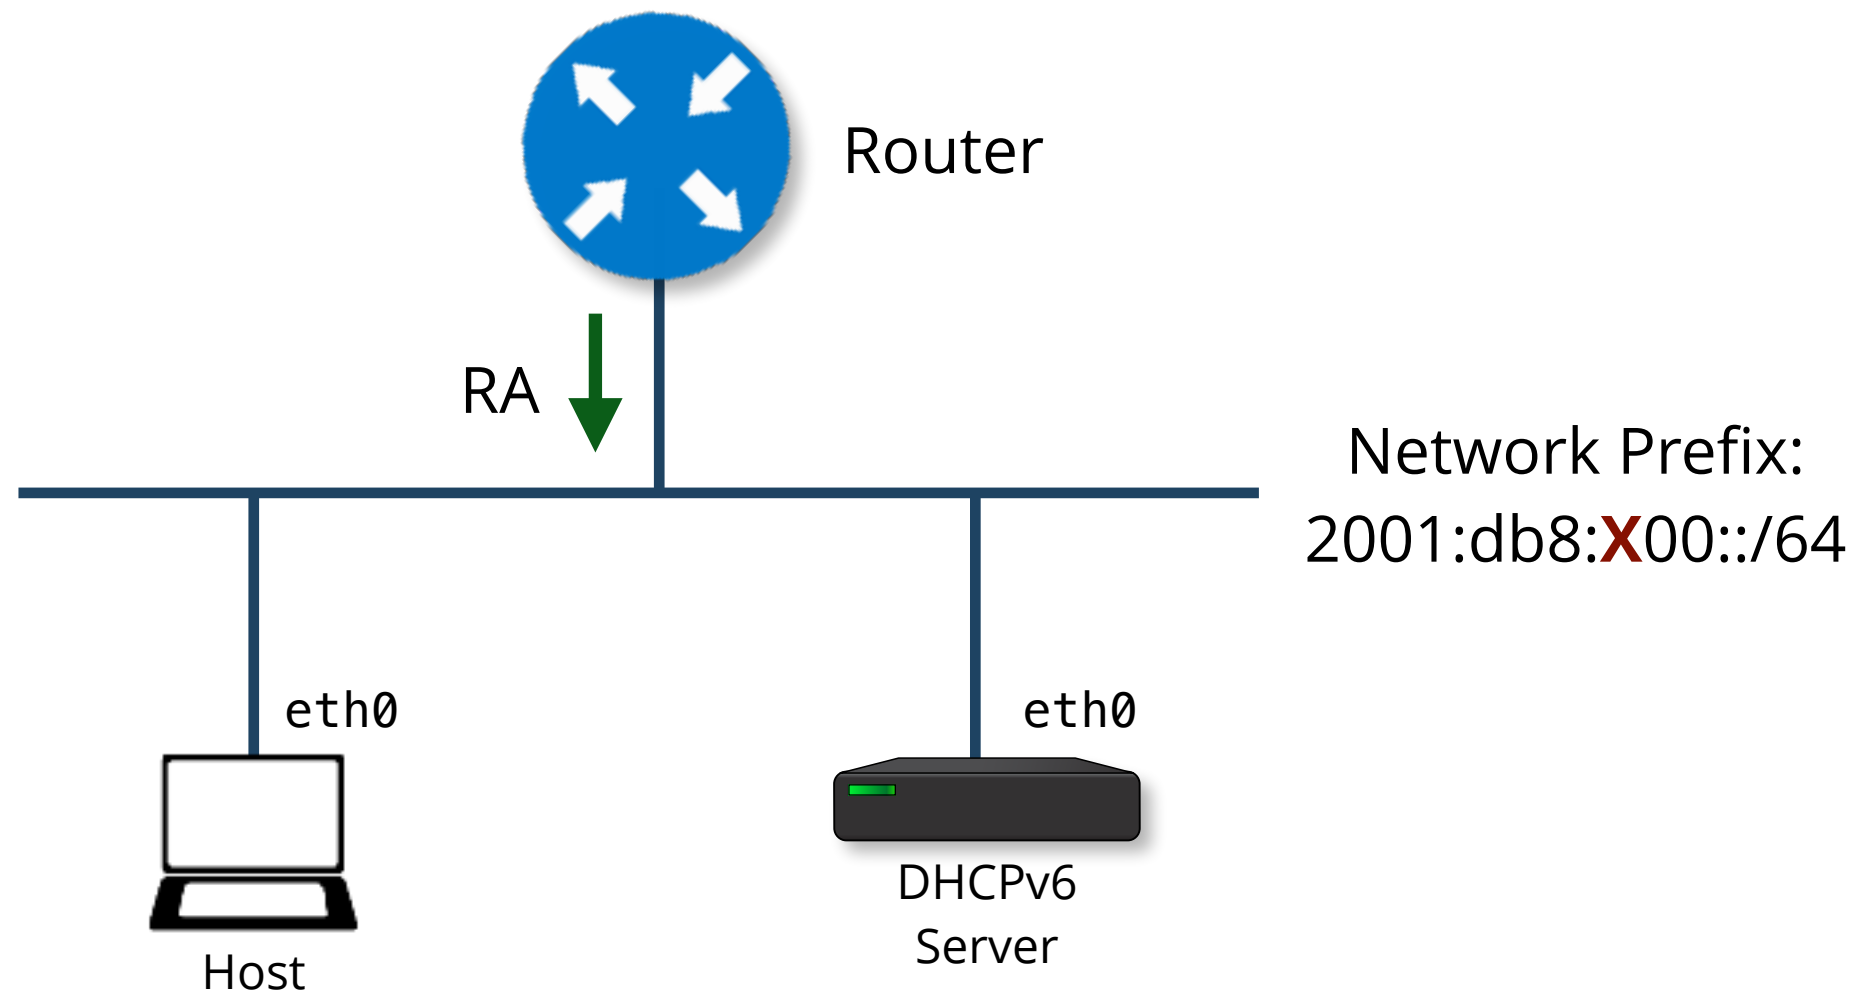 Router
RA
Network Prefix:
2001:db8:X00::/64
eth0
eth0
DHCPv6
Server
Host